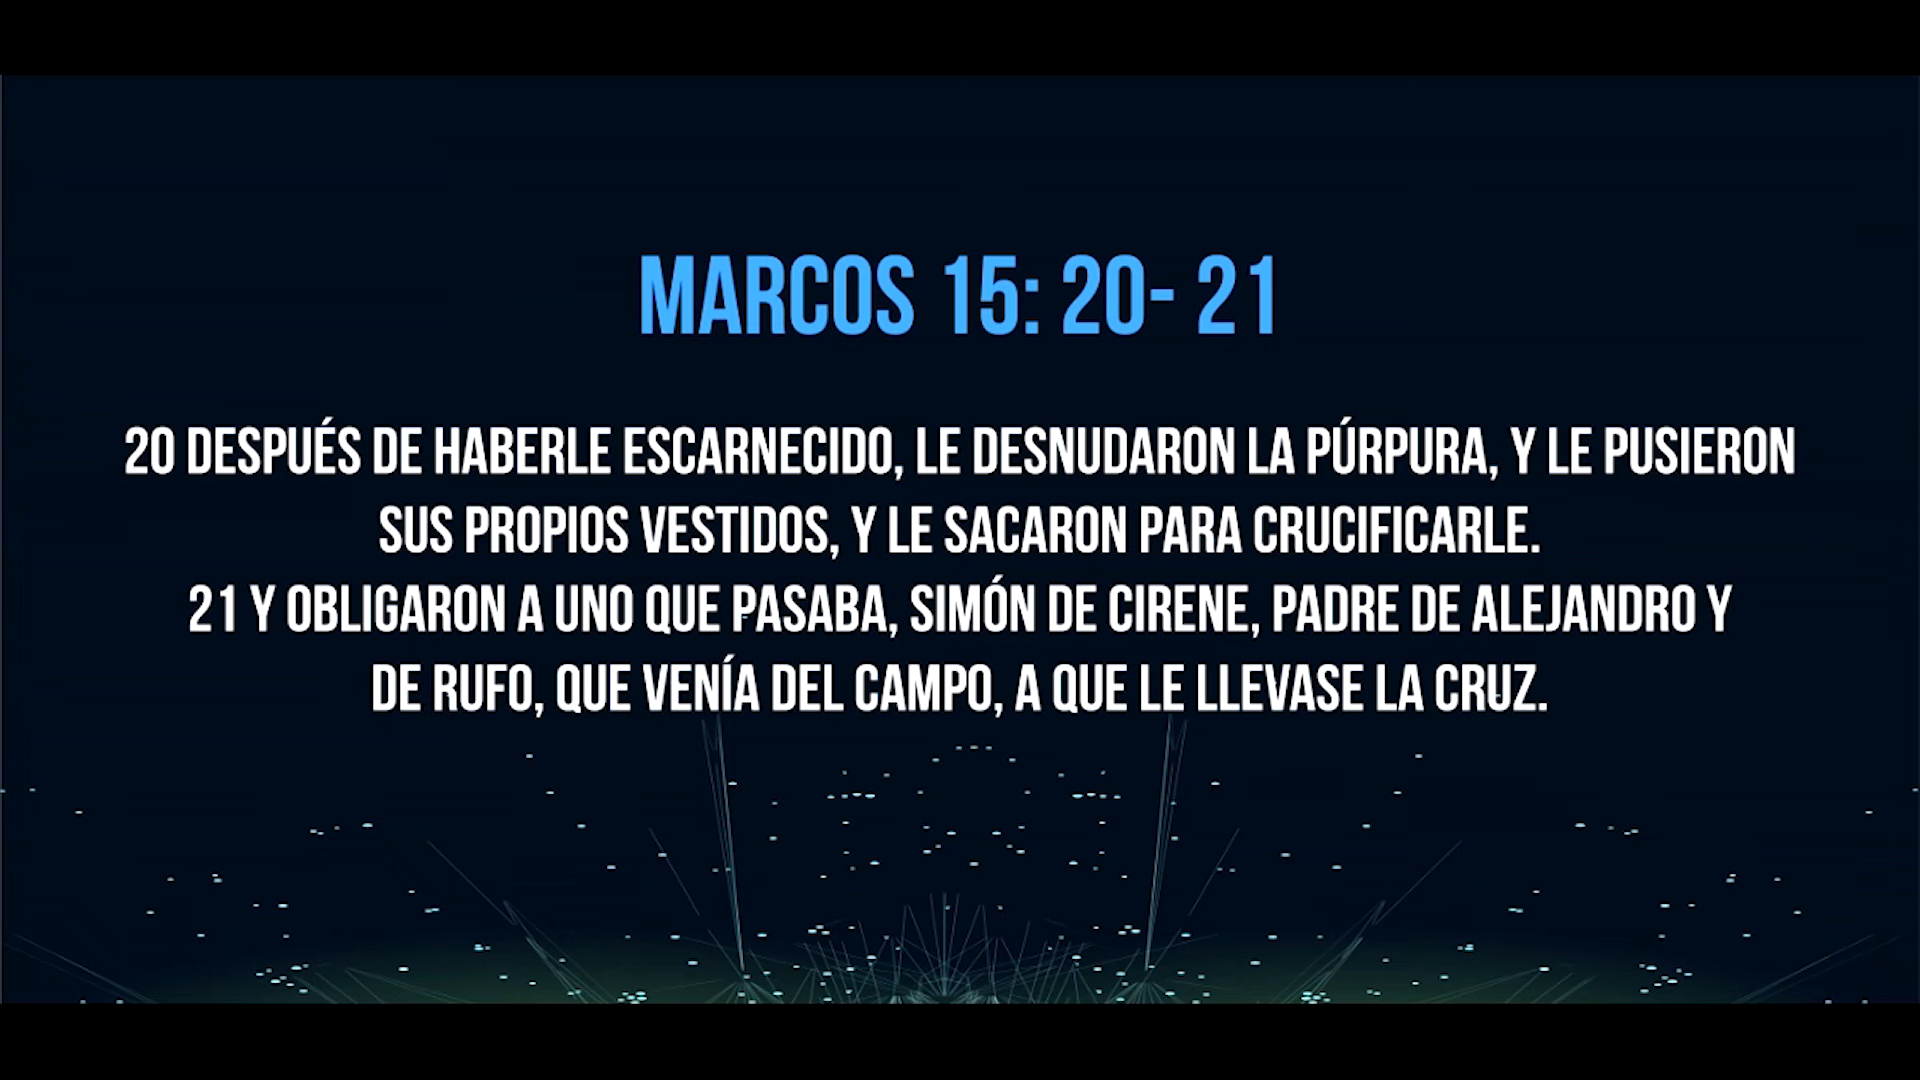 MARCOS 15: 20- 21
20 DESPUÉS DE HABERLE ESCARNECIDO, LE DESNUDARON LA PÚRPURA, Y LE PUSIERON
SUS PROPIOS VESTIDOS, Y LE SACARON PARA CRUCIFICARLE.
21 Y OBLIGARON A UNO QUE PASABA, SIMÓN DE CIRENE, PADRE DE ALEJANDRO Y
DE RUFO, QUE VENÍA DEL CAMPO, A QUE LE LLEVASE LA CRUZ.